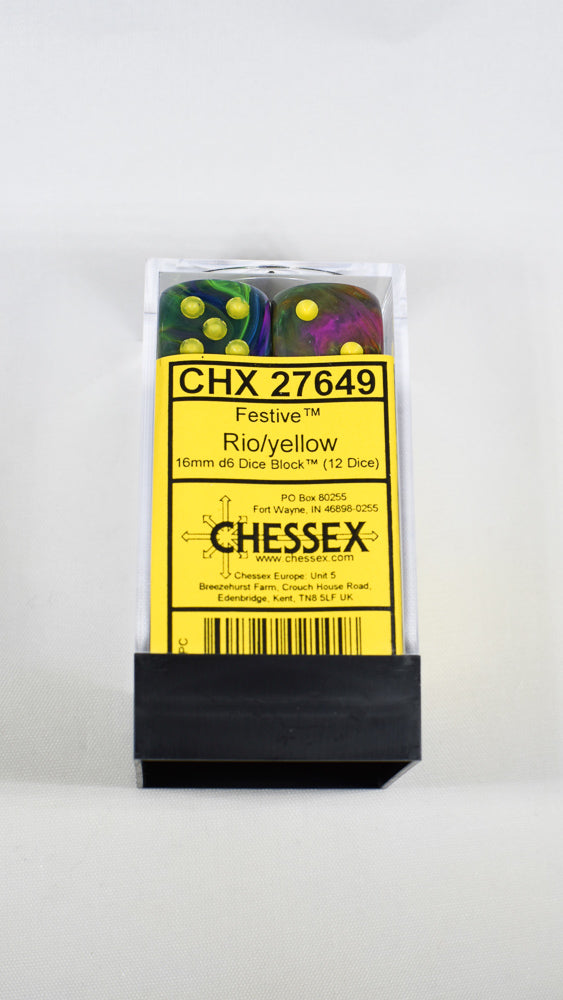 CHX 27649
Festive™
Rio/yellow
16mm d6 Dice Block™ (12 Dice)
PO Box 80255
Fort Wayne, IN 46898-0255
CHESSEX
www.chessex.com
Chessex Europe: Unit 5
Breezehurst Farm, Crouch House Road,
Edenbridge, Kent, TN8 5LF UK
PC